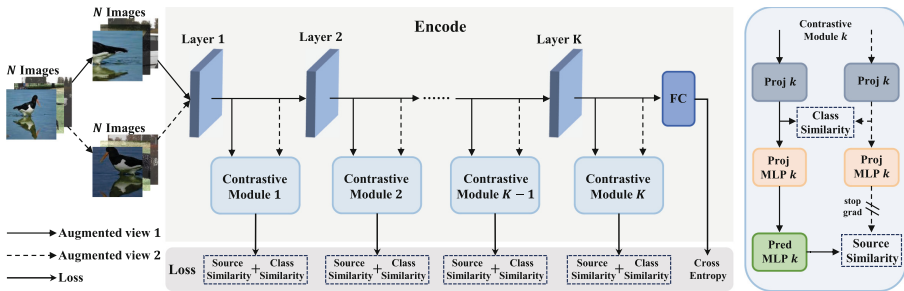 Encode
N Images
N Images
N Images
Layer 1
Layer 2
Layer K
......
FC
Contrastive
Module 1
Contrastive
Module 2
Contrastive
Module K − 1
Contrastive
Module K
Augmented view 1
Augmented view 2
Loss
Loss
Source
Similarity
+
Class
Similarity
Source
Similarity
+
Class
Similarity
Source
Similarity
+
Class
Similarity
Source
Similarity
+
Class
Similarity
Cross
Entropy
Contrastive
Module k
Proj k
Proj k
Class
Similarity
Proj
MLP k
Proj
MLP k
stop
grad
Pred
MLP k
Source
Similarity